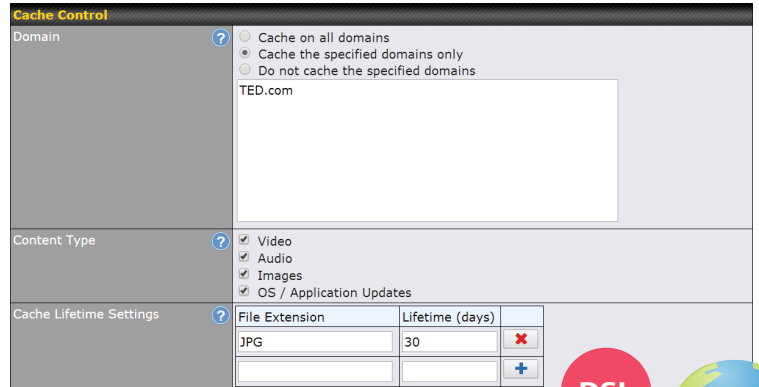 Cache Control
Domain ? Cache on all domains
Cache the specified domains only
Do not cache the specified domains
TED.com
Content Type ? Video
Audio
Images
OS / Application Updates
Cache Lifetime Settings ? File Extension Lifetime (days)
JPG 30
DSL